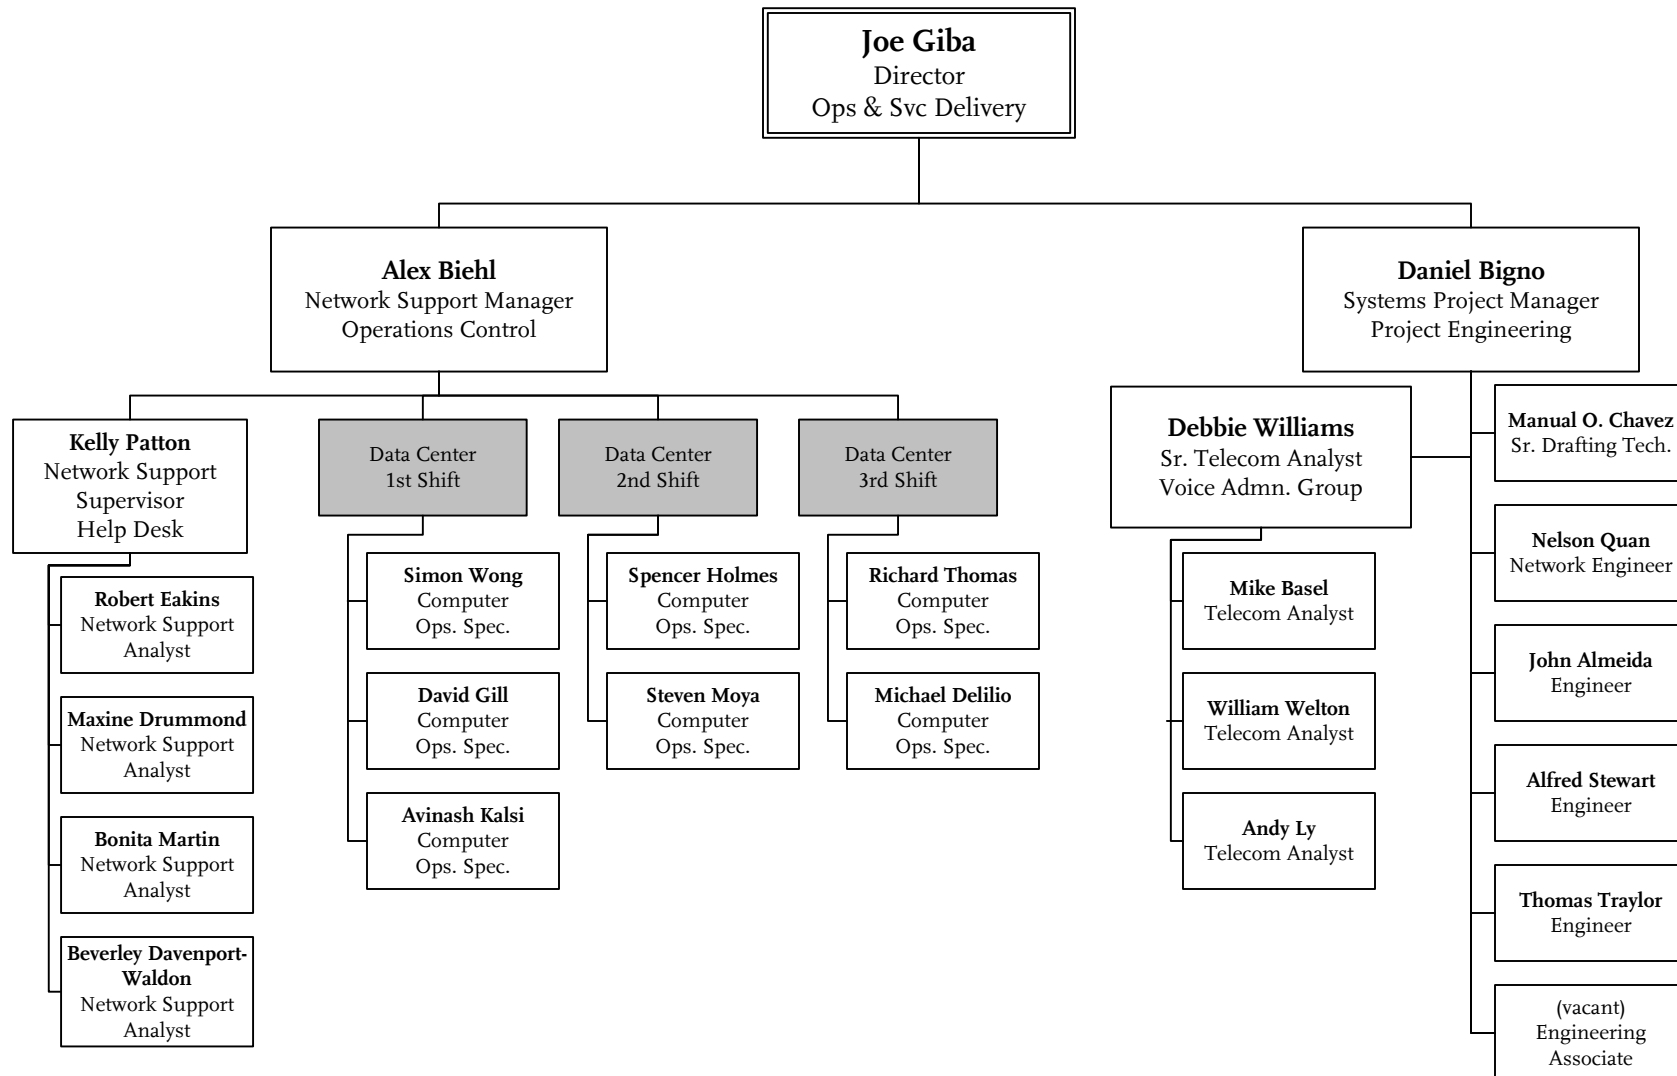 Joe Giba
Director
Ops & Svc Delivery
Alex Biehl
Network Support Manager
Operations Control
Daniel Bigno
Systems Project Manager
Project Engineering
Kelly Patton
Network Support
Supervisor
Help Desk
Robert Eakins
Network Support
Analyst
Maxine Drummond
Network Support
Analyst
Bonita Martin
Network Support
Analyst
Beverley Davenport-
Waldon
Network Support
Analyst
Data Center
1st Shift
Simon Wong
Computer
Ops. Spec.
David Gill
Computer
Ops. Spec.
Avinash Kalsi
Computer
Ops. Spec.
Data Center
2nd Shift
Spencer Holmes
Computer
Ops. Spec.
Steven Moya
Computer
Ops. Spec.
Data Center
3rd Shift
Richard Thomas
Computer
Ops. Spec.
Michael Delilio
Computer
Ops. Spec.
Debbie Williams
Sr. Telecom Analyst
Voice Admn. Group
Mike Basel
Telecom Analyst
William Welton
Telecom Analyst
Andy Ly
Telecom Analyst
Manual O. Chavez
Sr. Drafting Tech.
Nelson Quan
Network Engineer
John Almeida
Engineer
Alfred Stewart
Engineer
Thomas Traylor
Engineer
(vacant)
Engineering
Associate